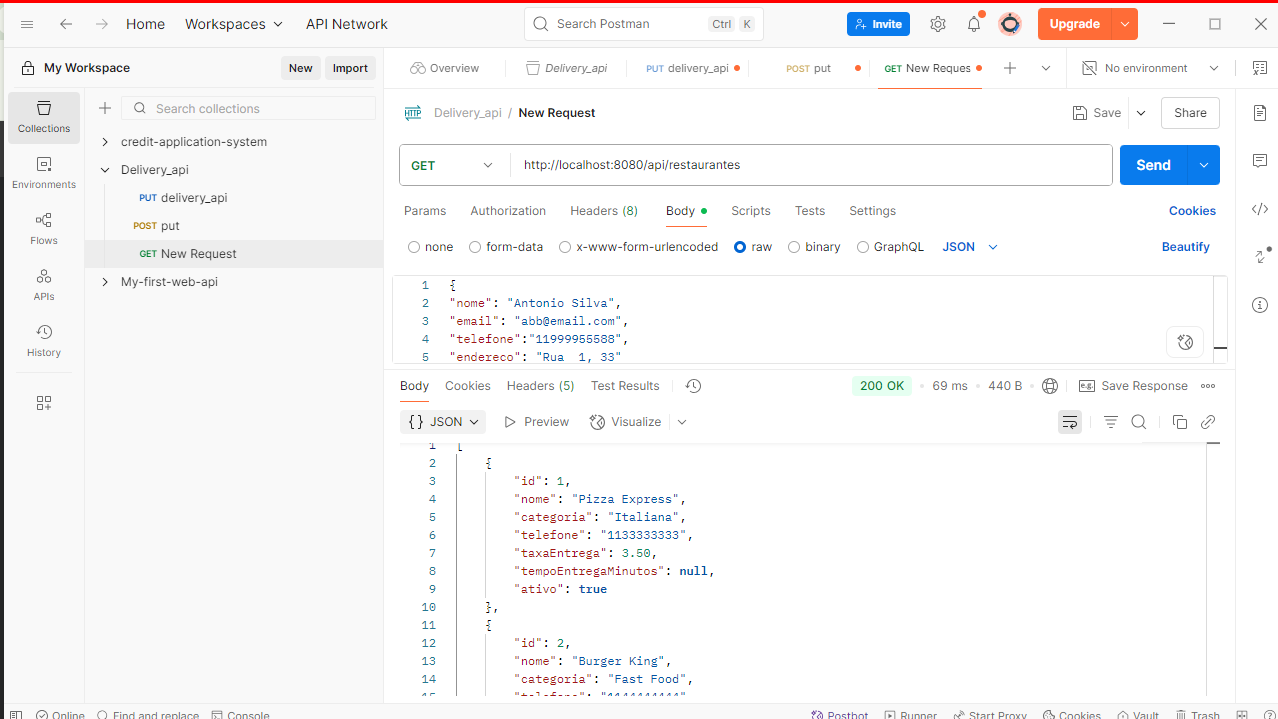 Home Workspaces API Network Search Postman Ctrl K Invite Upgrade
My Workspace New Import Overview Delivery_api PUT delivery_api POST put GET New Reques No environment
Collections
Environments
Flows
APIs
History
Search collections
credit-application-system
Delivery_api
PUT delivery_api
POST put
GET New Request
My-first-web-api
HTTP Delivery_api / New Request Save Share
GET http://localhost:8080/api/restaurantes Send
Params Authorization Headers (8) Body Scripts Tests Settings Cookies
none form-data x-www-form-urlencoded raw binary GraphQL JSON Beautify
1 {
2 "nome": "Antonio Silva",
3 "email": "abb@email.com",
4 "telefone":"11999955588",
5 "endereco": "Rua  1, 33"
Body Cookies Headers (5) Test Results 200 OK 69 ms 440 B e.g. Save Response
{} JSON Preview Visualize
1 [
2 {
3 "id": 1,
4 "nome": "Pizza Express",
5 "categoria": "Italiana",
6 "telefone": "1133333333",
7 "taxaEntrega": 3.50,
8 "tempoEntregaMinutos": null,
9 "ativo": true
10 },
11 {
12 "id": 2,
13 "nome": "Burger King",
14 "categoria": "Fast Food",
15 "telefone":
Online Find and replace Console Postbot Runner Start Proxy Cookies Vault Trash